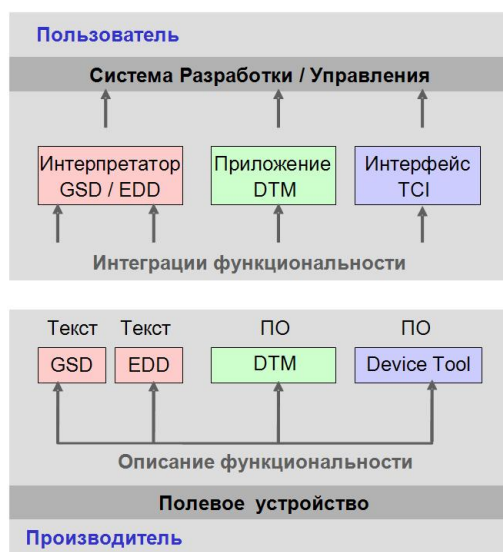 Пользователь
Система Разработки / Управления
Интерпретатор GSD / EDD
Приложение DTM
Интерфейс TCI
Интеграции функциональности
Текст Текст ПО ПО
GSD EDD DTM Device Tool
Описание функциональности
Полевое устройство
Производитель